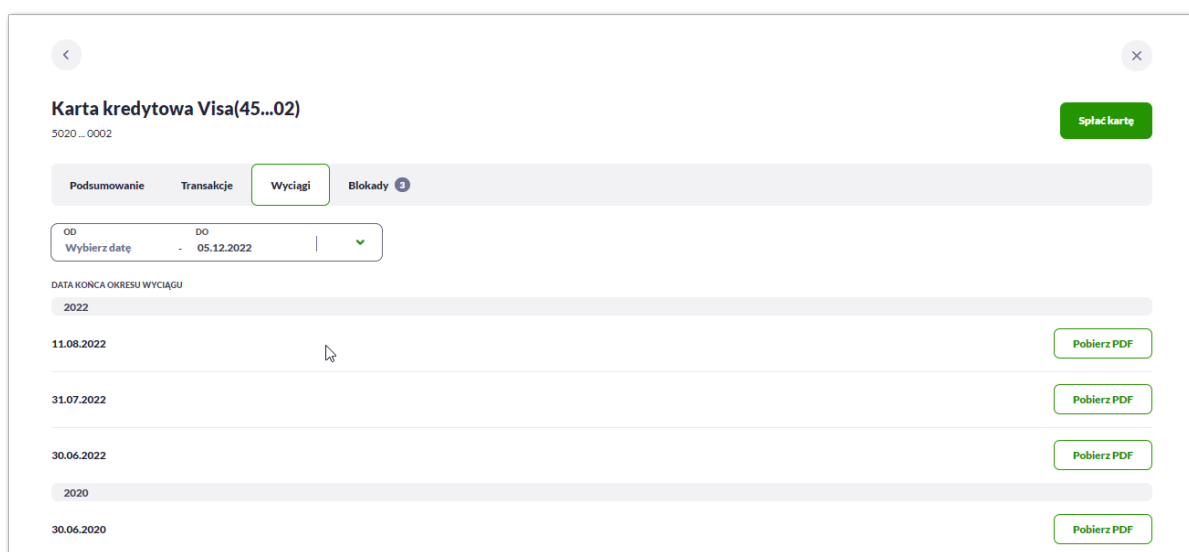 Karta kredytowa Visa(45...02)
5020 ... 0002
Spłać kartę
Podsumowanie Transakcje Wyciągi Blokady 3
OD DO
Wybierz datę - 05.12.2022
DATA KOŃCA OKRESU WYCIĄGU
2022
11.08.2022 Pobierz PDF
31.07.2022 Pobierz PDF
30.06.2022 Pobierz PDF
2020
30.06.2020 Pobierz PDF